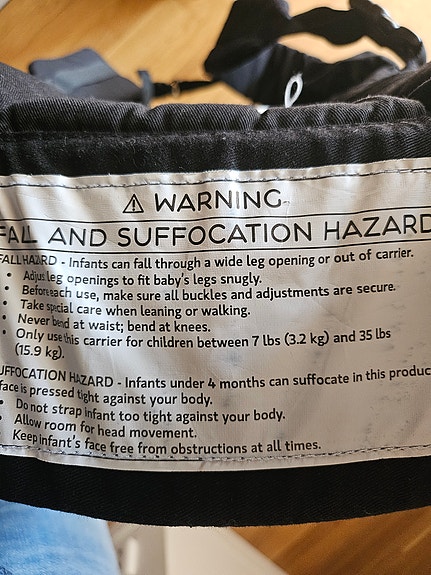 ⚠ WARNING
FALL AND SUFFOCATION HAZARD
FALL HAZARD - Infants can fall through a wide leg opening or out of carrier.
• Adjust leg openings to fit baby's legs snugly.
• Before each use, make sure all buckles and adjustments are secure.
• Take special care when leaning or walking.
• Never bend at waist; bend at knees.
• Only use this carrier for children between 7 lbs (3.2 kg) and 35 lbs
(15.9 kg).
UFFOCATION HAZARD - Infants under 4 months can suffocate in this produc
face is pressed tight against your body.
• Do not strap infant too tight against your body.
• Allow room for head movement.
• Keep infant's face free from obstructions at all times.